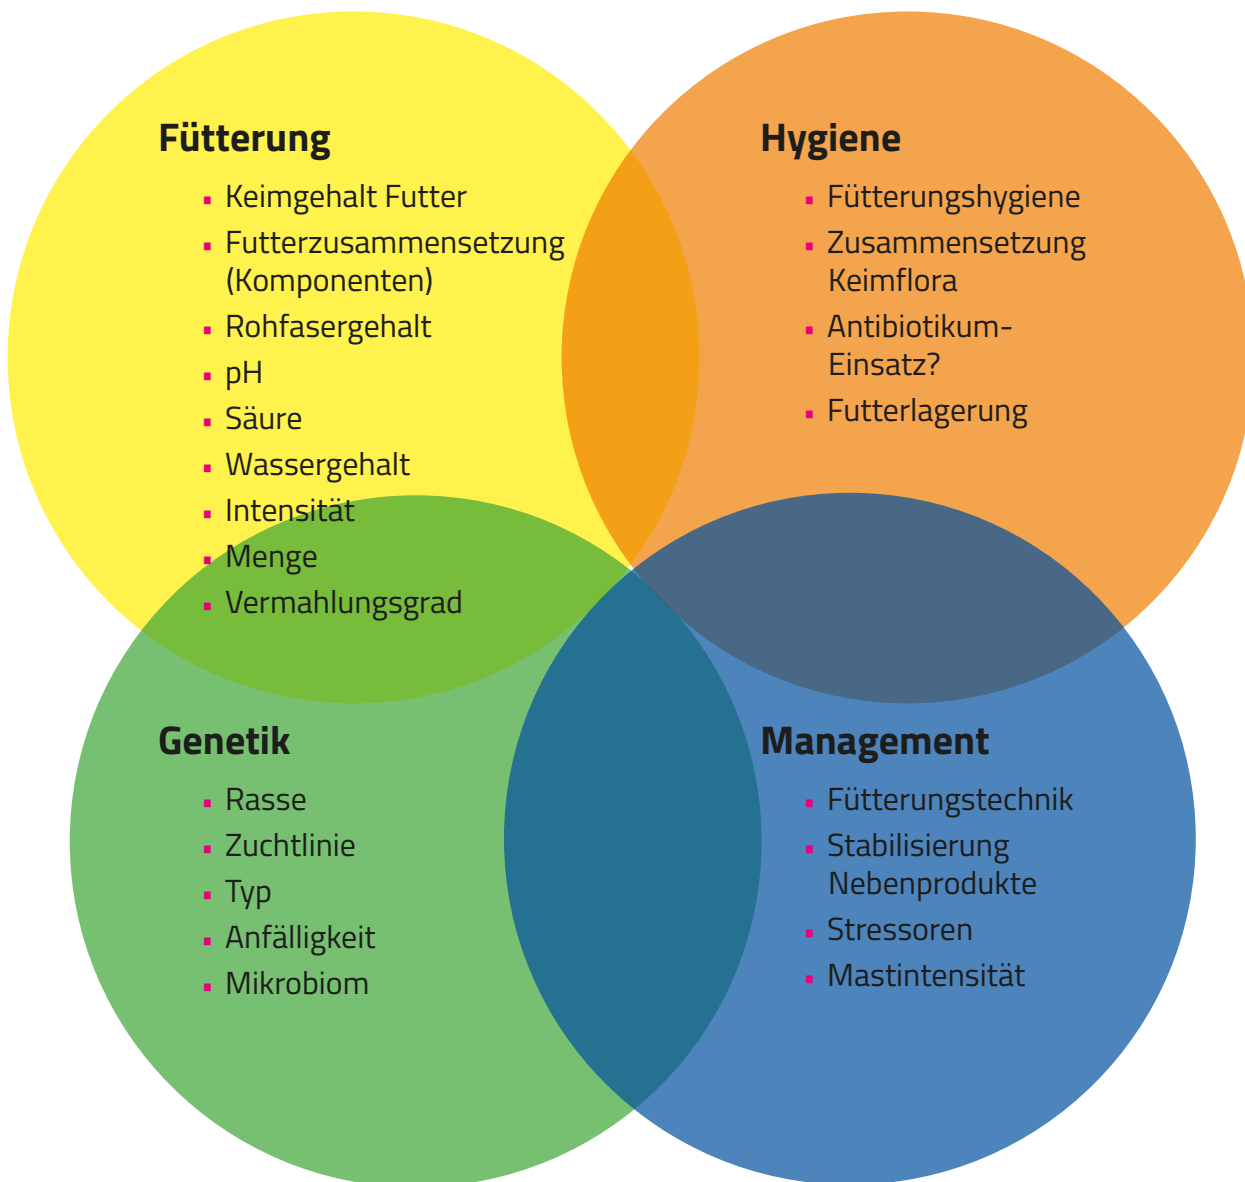 Fütterung
▪ Keimgehalt Futter
▪ Futterzusammensetzung
(Komponenten)
▪ Rohfasergehalt
▪ pH
▪ Säure
▪ Wassergehalt
▪ Intensität
▪ Menge
▪ Vermahlungsgrad
Hygiene
▪ Fütterungshygiene
▪ Zusammensetzung
Keimflora
▪ Antibiotikum-
Einsatz?
▪ Futterlagerung
Genetik
▪ Rasse
▪ Zuchtlinie
▪ Typ
▪ Anfälligkeit
▪ Mikrobiom
Management
▪ Fütterungstechnik
▪ Stabilisierung
Nebenprodukte
▪ Stressoren
▪ Mastintensität